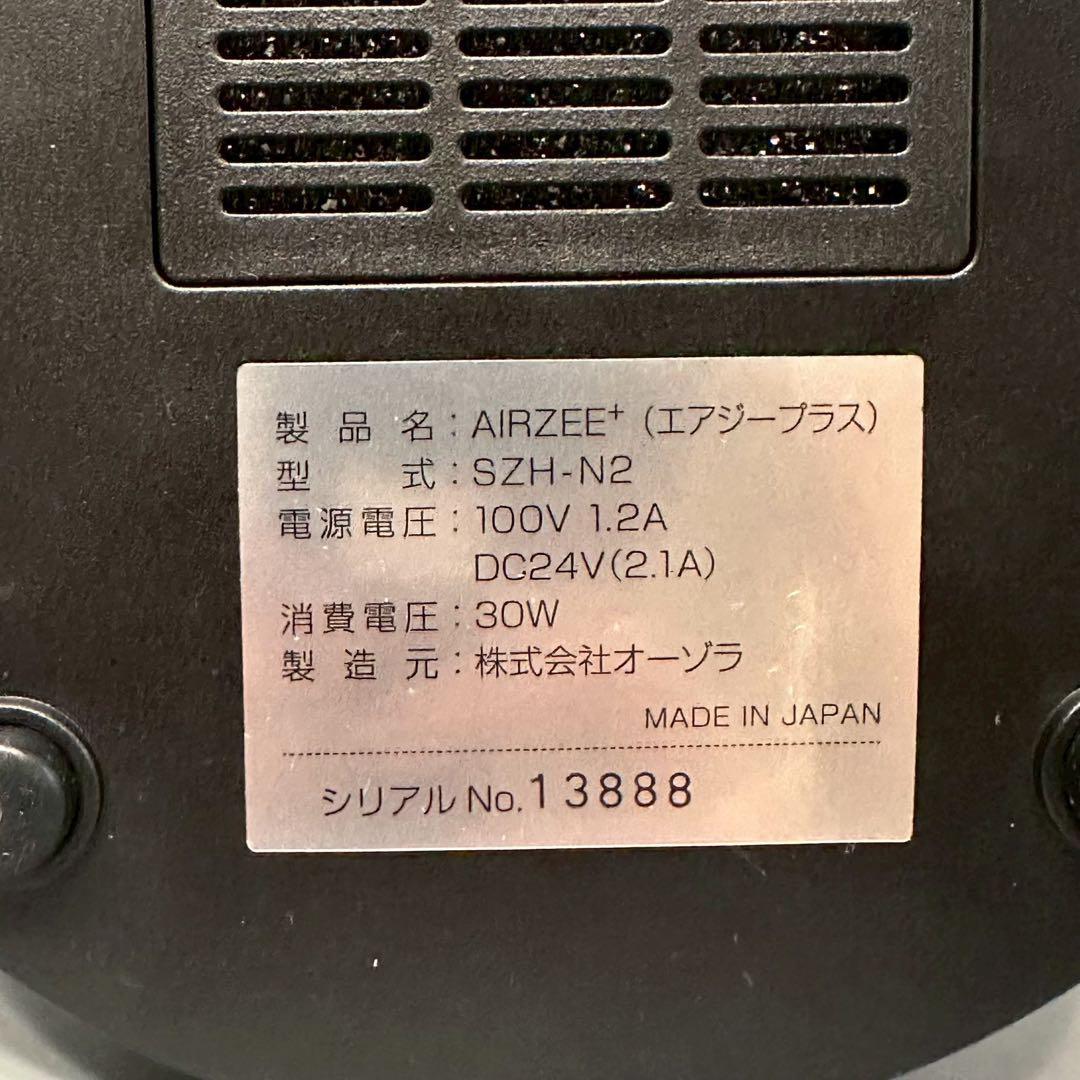 製品名：AIRZEE⁺（エアジープラス）
型式：SZH-N2
電源電圧：100V 1.2A
DC24V(2.1A)
消費電圧：30W
製造元：株式会社オーゾラ
MADE IN JAPAN
シリアルNo.13888